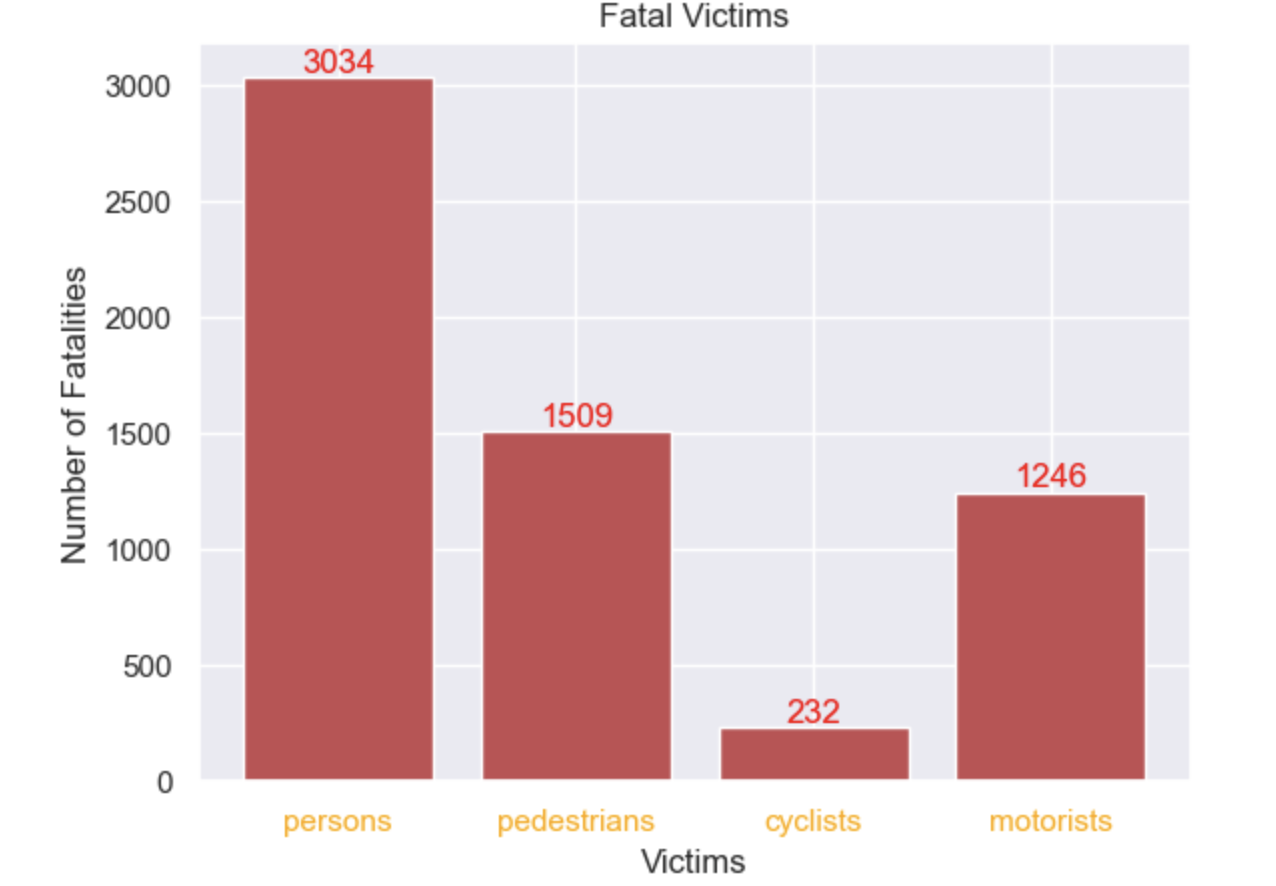 Fatal Victims
3034
3000
2500
2000
1509
1500
1246
1000
500
232
0
Number of Fatalities
persons pedestrians cyclists motorists
Victims